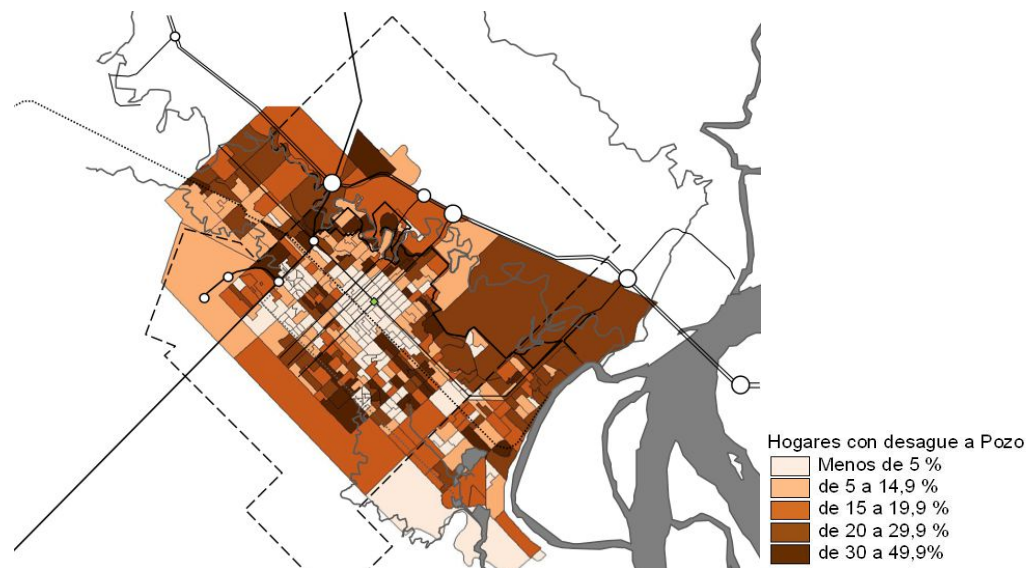 Hogares con desague a Pozo
Menos de 5 %
de 5 a 14,9 %
de 15 a 19,9 %
de 20 a 29,9 %
de 30 a 49,9%